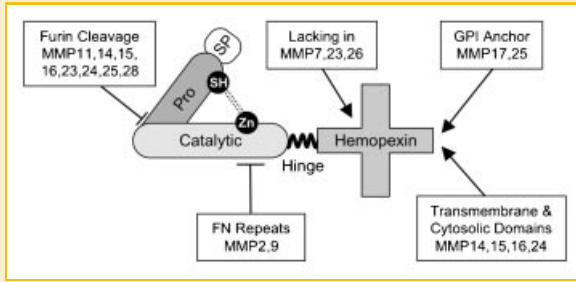 Furin Cleavage
MMP11,14,15,
16,23,24,25,28
SP
Pro
SH
Zn
Catalytic
Hinge
Lacking in
MMP7,23,26
GPI Anchor
MMP17,25
Hemopexin
FN Repeats
MMP2,9
Transmembrane &
Cytosolic Domains
MMP14,15,16,24